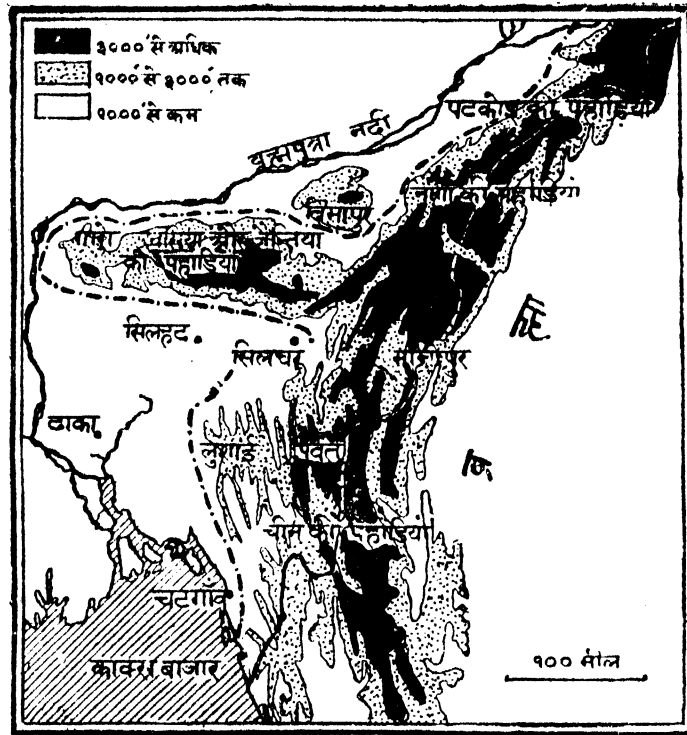 ३०००' से अधिक
१०००' से ३०००' तक
१०००' से कम
पटकोई की पहाड़ियाँ
ब्रह्मपुत्रा नदी
नागा की पहाड़ियां
दिमापुर
गारो
खासिया और जैन्तिया
की पहाड़ियाँ
सिलहट
सिलचर
मणिपुर
ढाका
लुशाई
पर्वत
चीन की पहाड़ियाँ
चटगाँव
काक्स बाजार
१०० मील